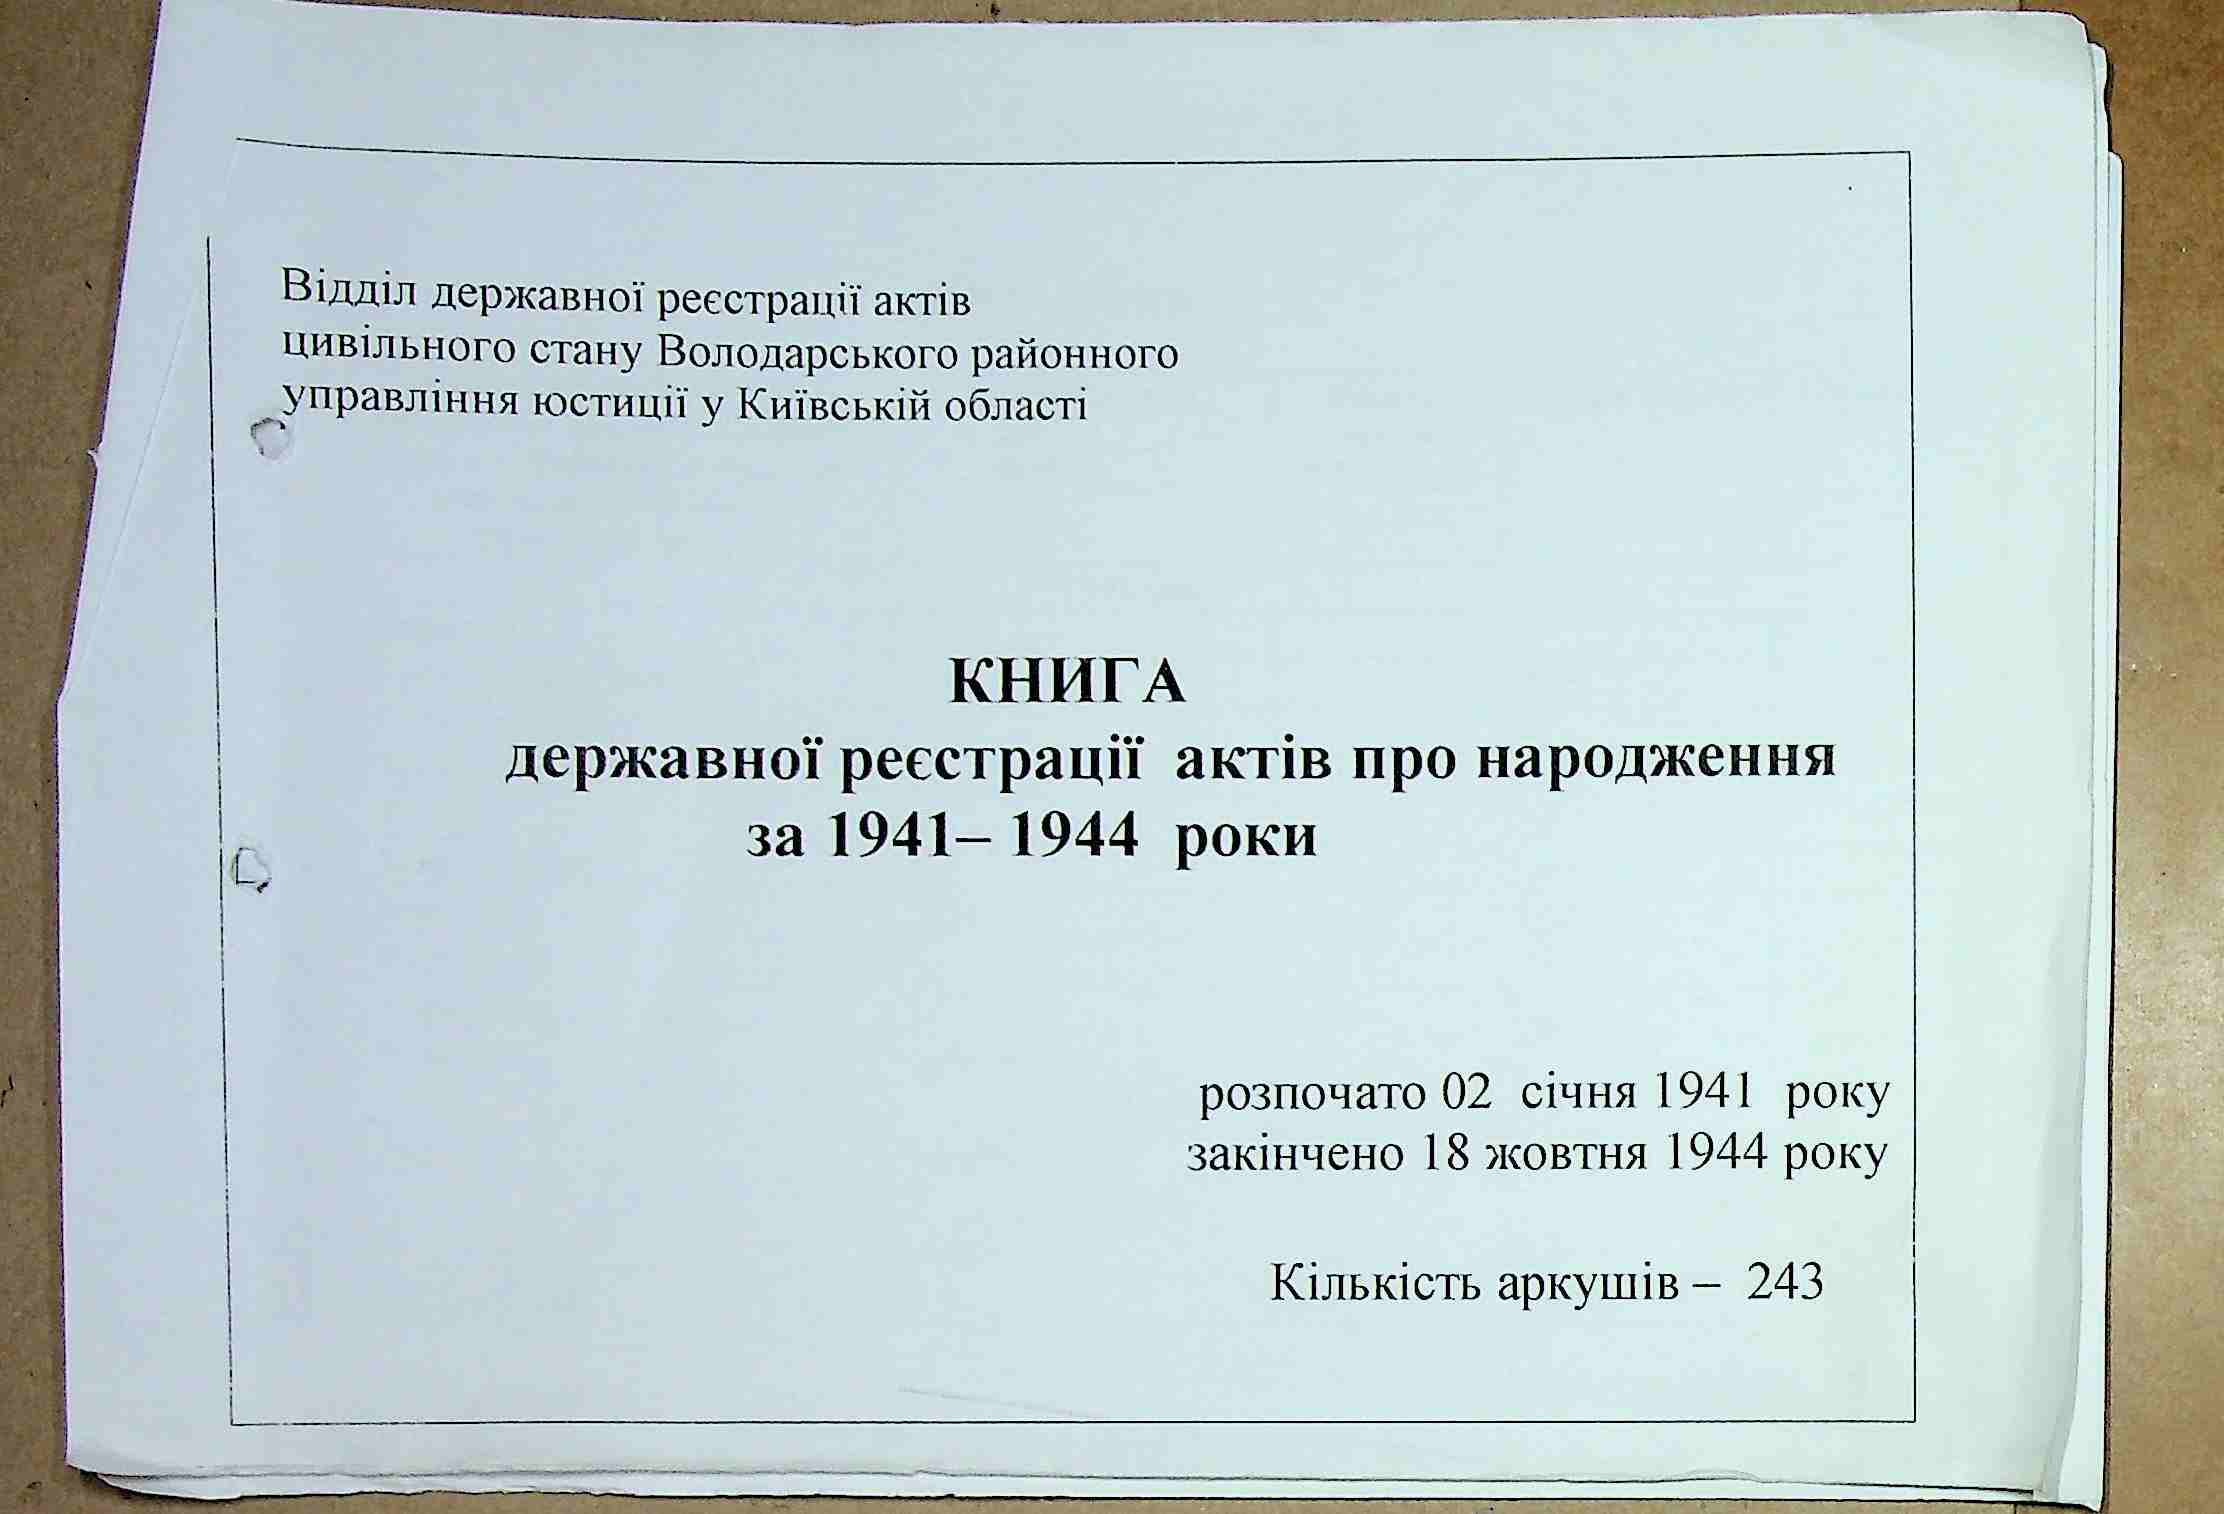 Відділ державної реєстрації актів
цивільного стану Володарського районного
управління юстиції у Київській області
КНИГА
державної реєстрації актів про народження
за 1941– 1944 роки
розпочато 02 січня 1941 року
закінчено 18 жовтня 1944 року
Кількість аркушів – 243